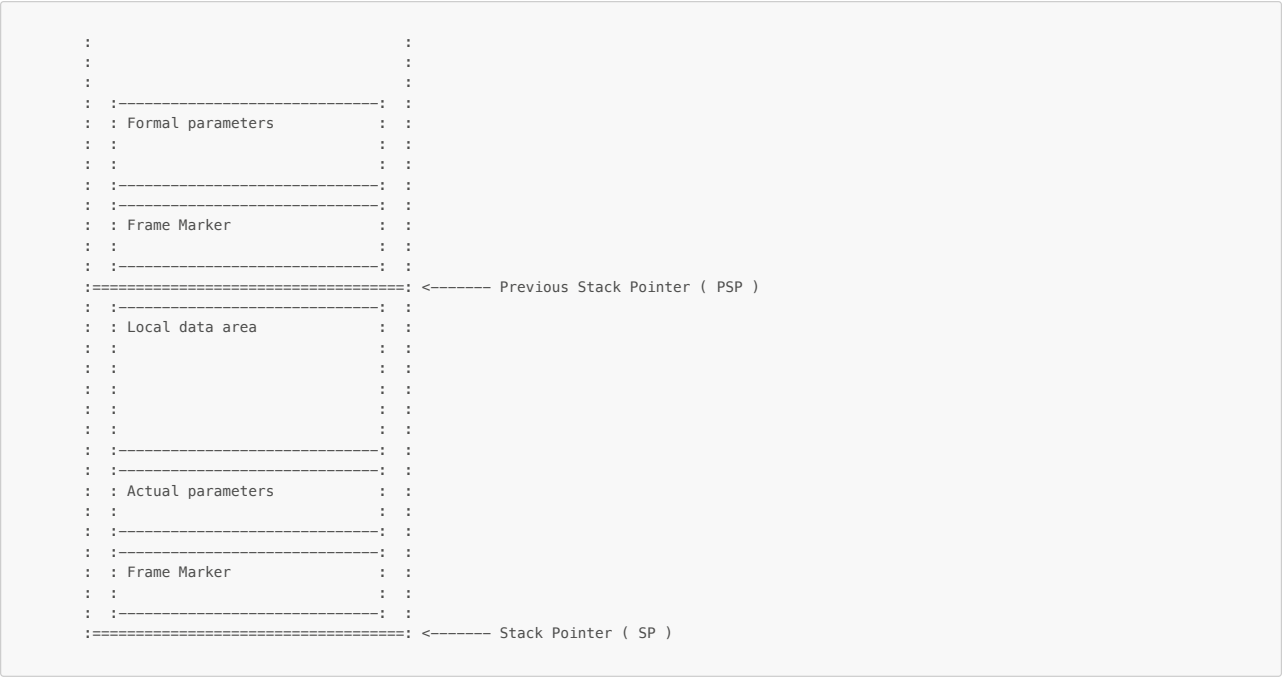 :                                    :
:                                    :
:                                    :
:  :------------------------------:  :
:  : Formal parameters            :  :
:  :                              :  :
:  :                              :  :
:  :------------------------------:  :
:  :------------------------------:  :
:  : Frame Marker                 :  :
:  :                              :  :
:  :------------------------------:  :
:====================================: <------- Previous Stack Pointer ( PSP )
:  :------------------------------:  :
:  : Local data area              :  :
:  :                              :  :
:  :                              :  :
:  :                              :  :
:  :                              :  :
:  :                              :  :
:  :------------------------------:  :
:  :------------------------------:  :
:  : Actual parameters            :  :
:  :                              :  :
:  :------------------------------:  :
:  :------------------------------:  :
:  : Frame Marker                 :  :
:  :                              :  :
:  :------------------------------:  :
:====================================: <------- Stack Pointer ( SP )